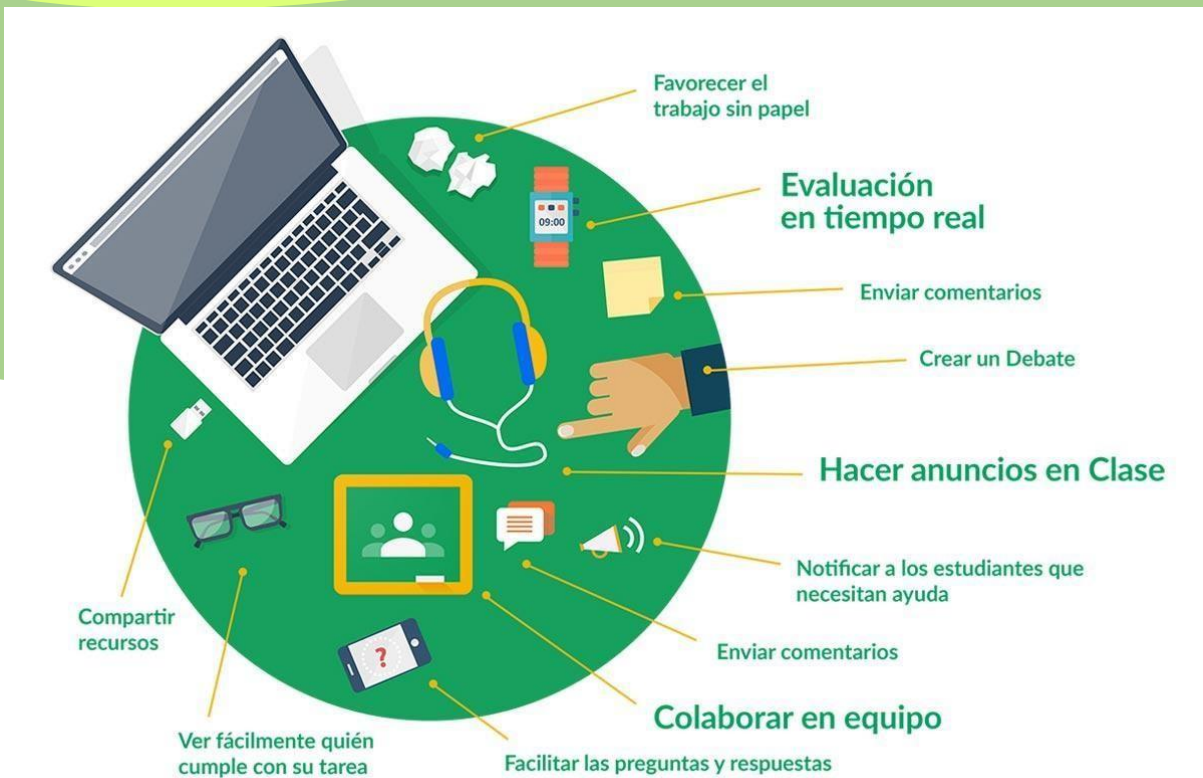 Favorecer el
trabajo sin papel
Evaluación
en tiempo real
09:00
Enviar comentarios
Crear un Debate
Hacer anuncios en Clase
Notificar a los estudiantes que
necesitan ayuda
Enviar comentarios
Colaborar en equipo
Facilitar las preguntas y respuestas
?
Ver fácilmente quién
cumple con su tarea
Compartir
recursos